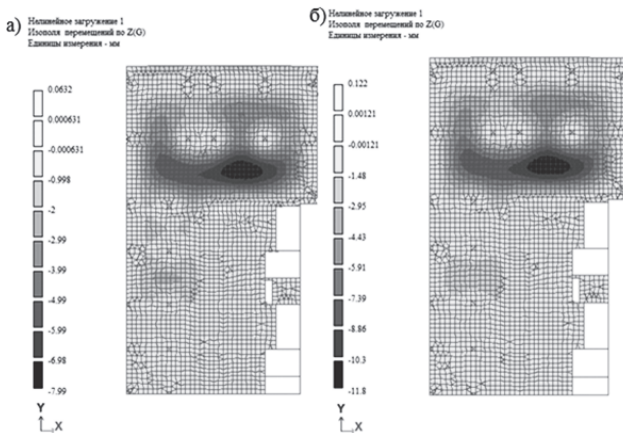 а)
Налинейное загружение 1
Изополя перемещений по Z(G)
Единицы измерения - мм
0.0632
0.000631
-0.000631
-0.998
-2
-2.99
-3.99
-4.99
-5.99
-6.98
-7.99
Y
X
б)
Налинейное загружение 1
Изополя перемещений по Z(G)
Единицы измерения - мм
0.122
0.00121
-0.00121
-1.48
-2.95
-4.43
-5.91
-7.39
-8.86
-10.3
-11.8
Y
X